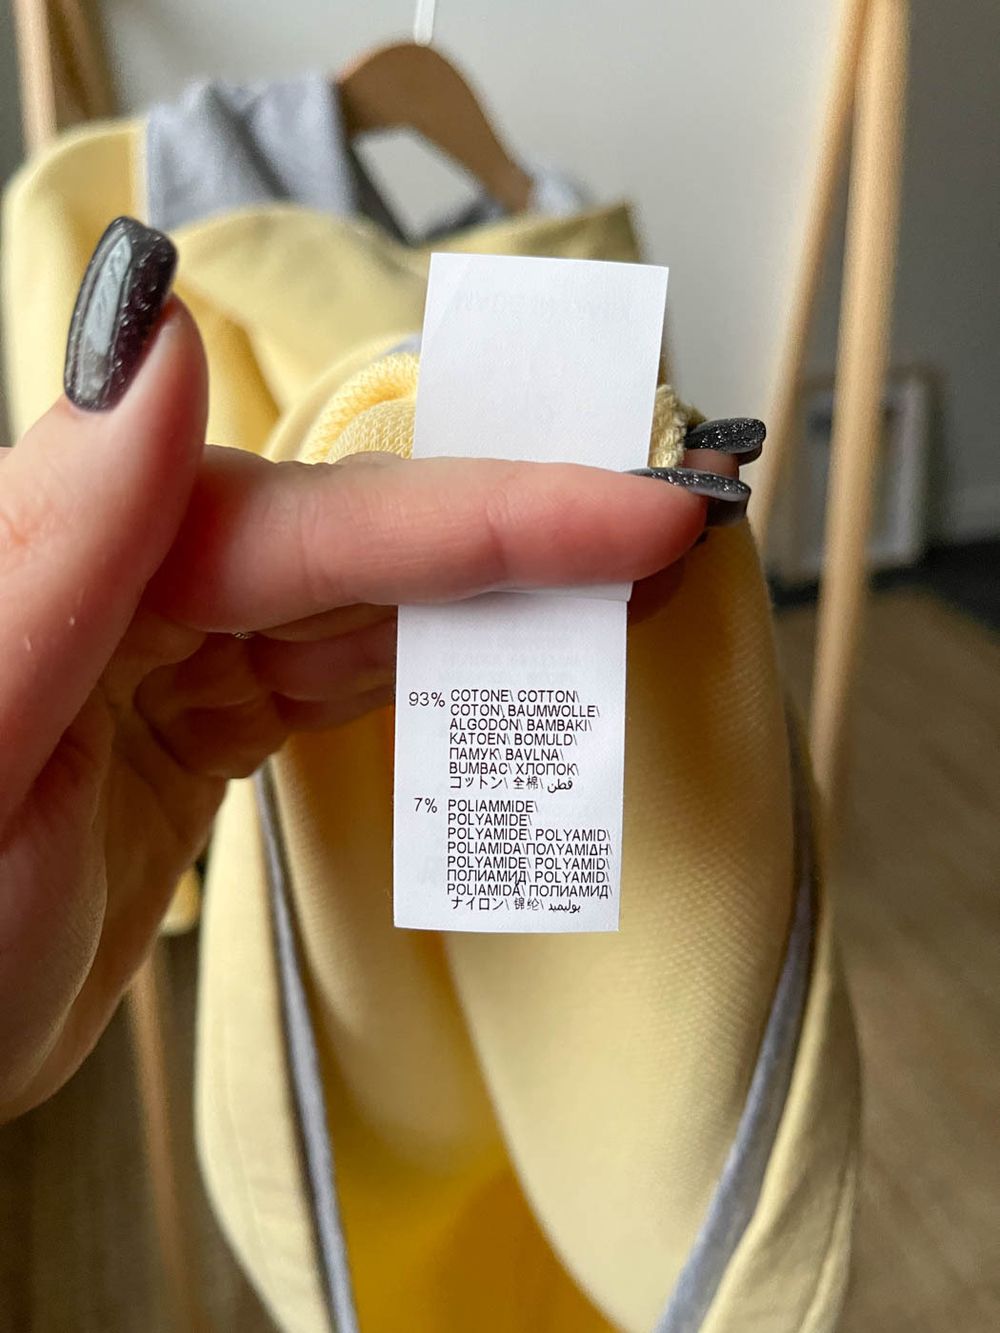 93% COTONE\ COTTON\
COTON\ BAUMWOLLE\
ALGODÓN\ BAMBAKI\
KATOEN\ BOMULD\
ПАМУК\ BAVLNA\
BUMBAC\ ХЛОПОК\
コットン\ 全棉\ قطن
7% POLIAMMIDE\
POLYAMIDE\
POLYAMIDE\ POLYAMID\
POLIAMIDA\ ΠΟΛΥΑΜΙΔΗ\
POLYAMIDE\ POLYAMID\
ПОЛИАМИД\ POLYAMID\
POLIAMIDĂ\ ПОЛИАМИД\
ナイロン\ 锦纶\ بوليميد